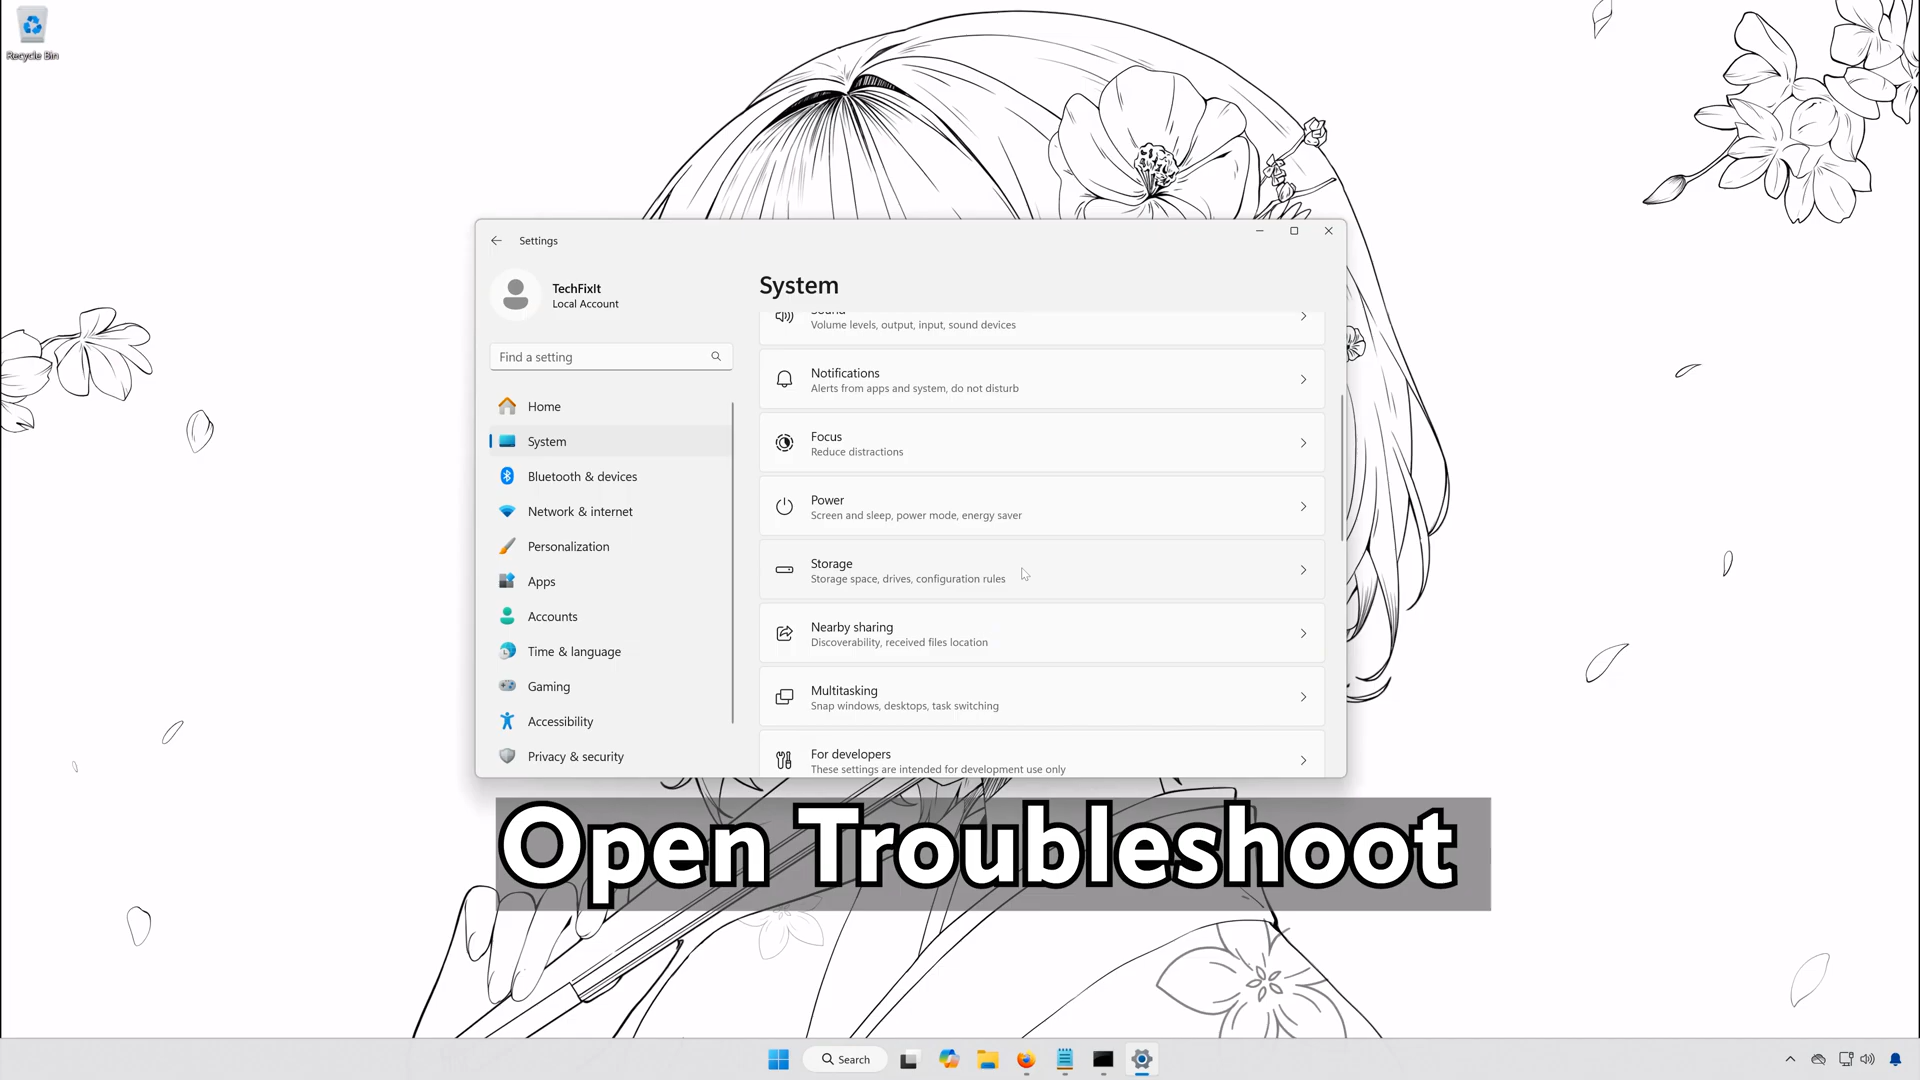 Recycle Bin
Settings
TechFixIt
Local Account
Find a setting
Home
System
Bluetooth & devices
Network & internet
Personalization
Apps
Accounts
Time & language
Gaming
Accessibility
Privacy & security
System
Sound
Volume levels, output, input, sound devices
Notifications
Alerts from apps and system, do not disturb
Focus
Reduce distractions
Power
Screen and sleep, power mode, energy saver
Storage
Storage space, drives, configuration rules
Nearby sharing
Discoverability, received files location
Multitasking
Snap windows, desktops, task switching
For developers
These settings are intended for development use only
Open Troubleshoot
Search